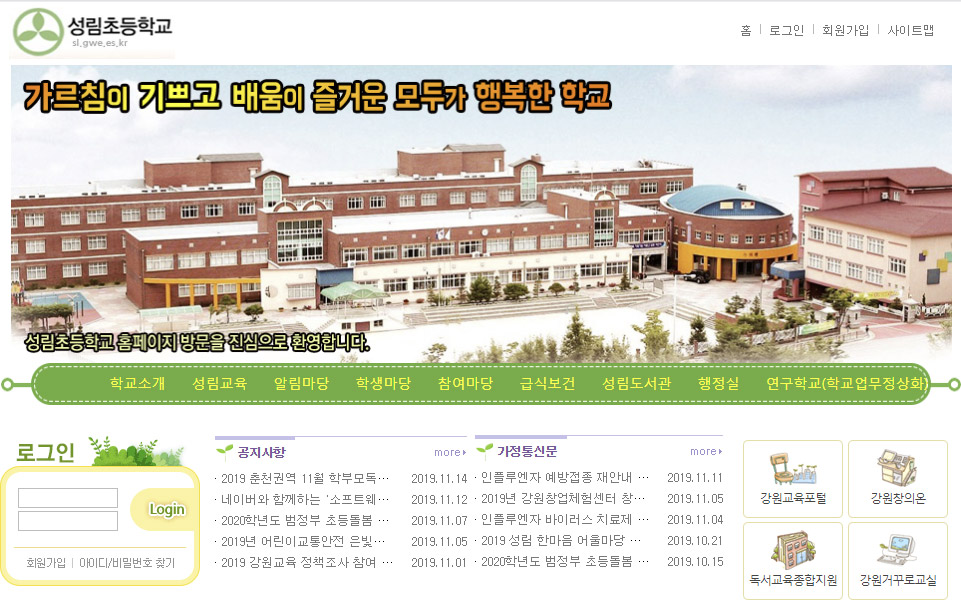 성림초등학교
sl.gwe.es.kr
홈 | 로그인 | 회원가입 | 사이트맵
가르침이 기쁘고 배움이 즐거운 모두가 행복한 학교
성림초등학교 홈페이지 방문을 진심으로 환영합니다.
학교소개 성림교육 알림마당 학생마당 참여마당 급식보건 성림도서관 행정실 연구학교(학교업무정상화)
로그인
Login
회원가입 | 아이디/비밀번호 찾기
공지사항 more
· 2019 춘천권역 11월 학부모독··· 2019.11.14
· 네이버와 함께하는 '소프트웨··· 2019.11.12
· 2020학년도 범정부 초등돌봄 ··· 2019.11.07
· 2019년 어린이교통안전 은빛··· 2019.11.05
· 2019 강원교육 정책조사 참여 ··· 2019.11.01
가정통신문 more
· 인플루엔자 예방접종 재안내 ··· 2019.11.11
· 2019년 강원창업체험센터 창··· 2019.11.05
· 인플루엔자 바이러스 치료제 ··· 2019.11.04
· 2019 성림 한마음 어울마당 ··· 2019.10.21
· 2020학년도 범정부 초등돌봄 ··· 2019.10.15
강원교육포털
강원창의온
독서교육종합지원
강원거꾸로교실